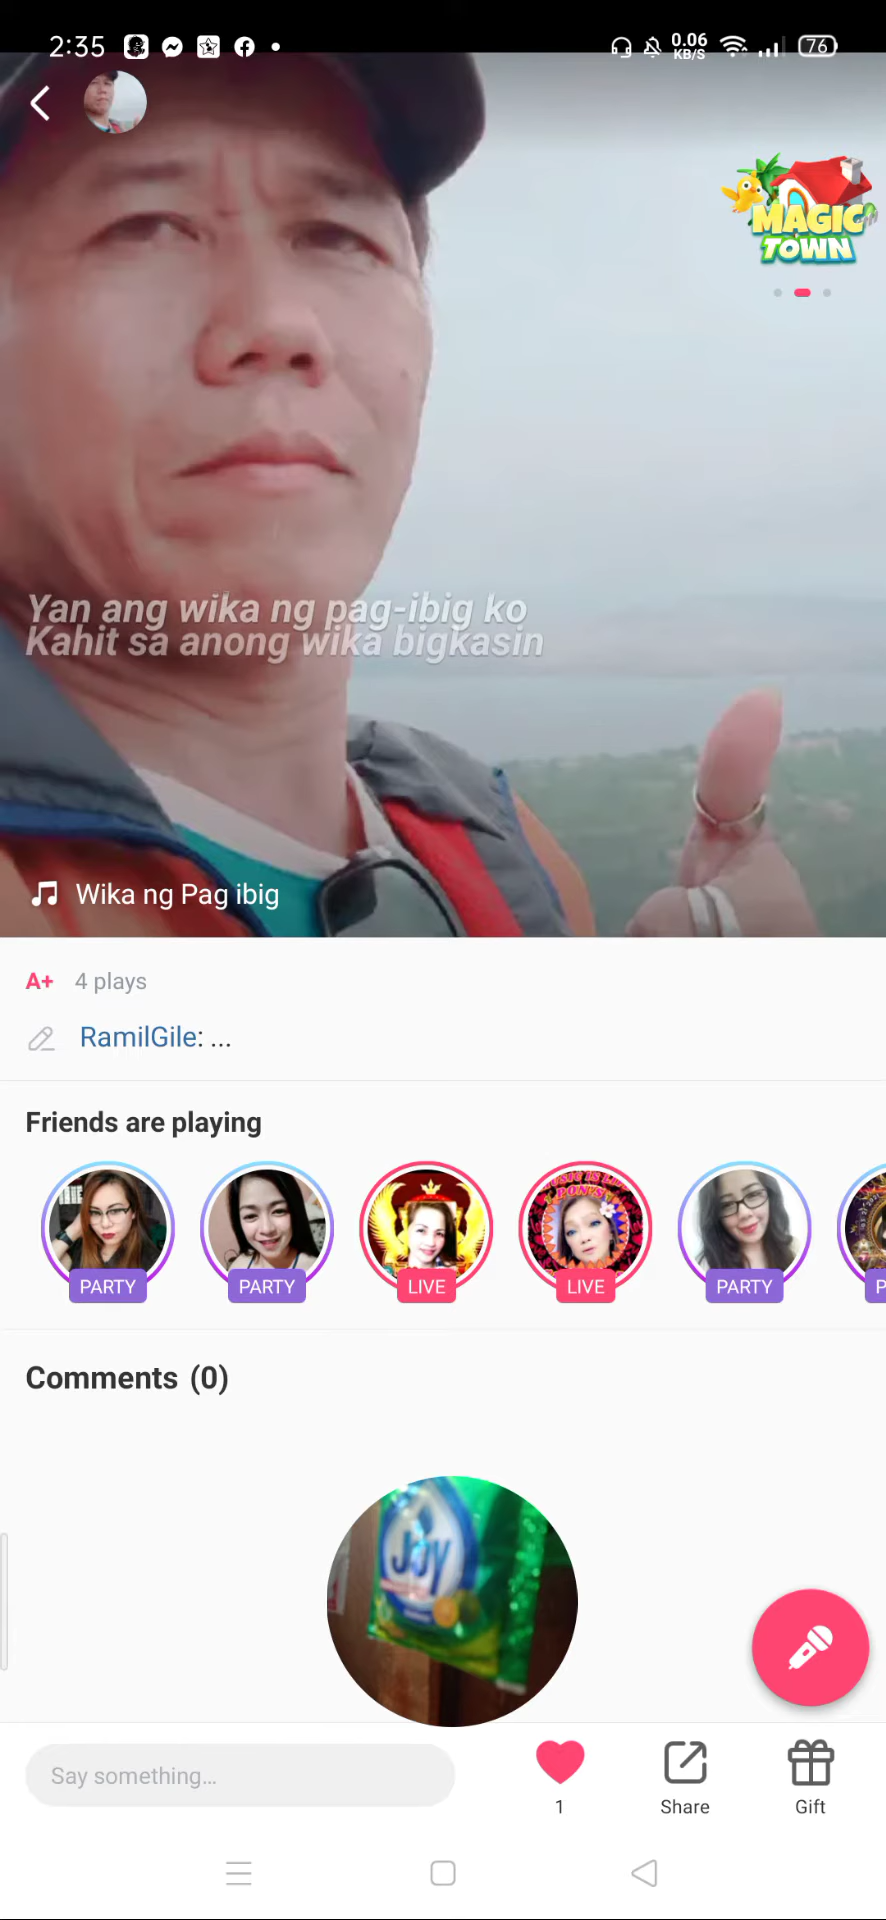 2:35
0.06
KB/S
76
MAGIC
TOWN
Yan ang wika ng pag-ibig ko
Kahit sa anong wika bigkasin
Wika ng Pag ibig
A+ 4 plays
RamilGile: ...
Friends are playing
PARTY PARTY LIVE LIVE PARTY P
Comments (0)
Joy
Say something...
1 Share Gift